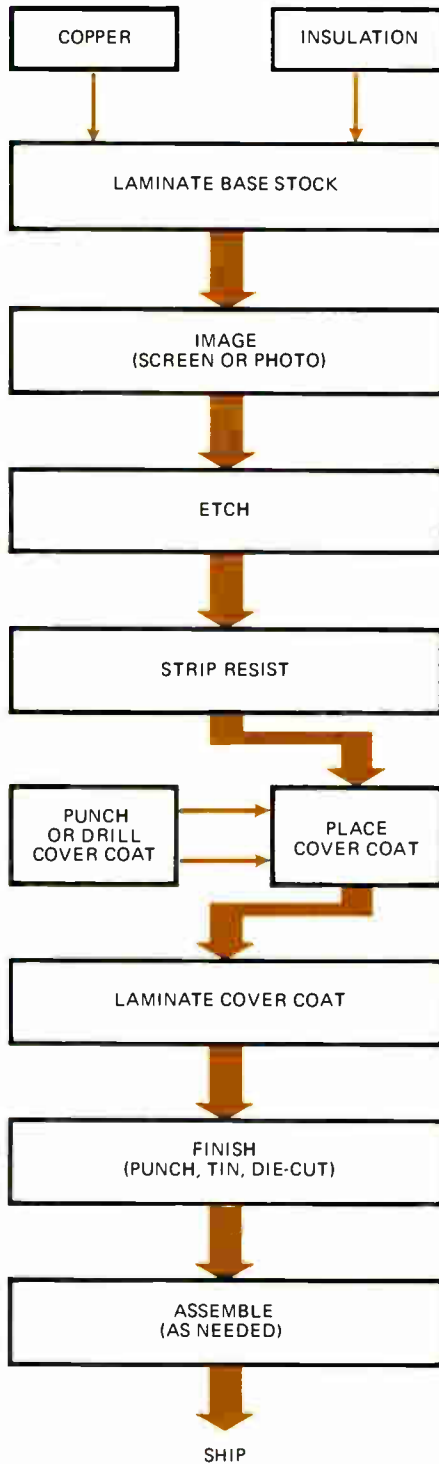 COPPER
INSULATION
LAMINATE BASE STOCK
IMAGE
(SCREEN OR PHOTO)
ETCH
STRIP RESIST
PUNCH
OR DRILL
COVER COAT
PLACE
COVER COAT
LAMINATE COVER COAT
FINISH
(PUNCH, TIN, DIE-CUT)
ASSEMBLE
(AS NEEDED)
SHIP